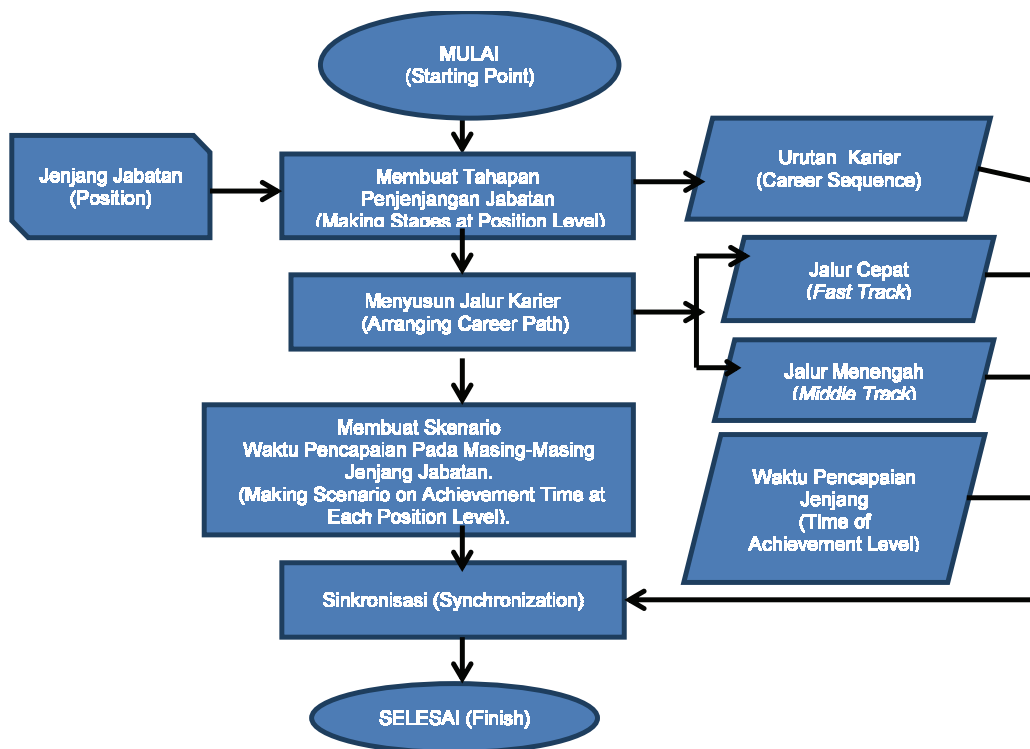 MULAI
(Starting Point)
Jenjang Jabatan
(Position)
Membuat Tahapan
Penjenjangan Jabatan
(Making Stages at Position Level)
Urutan Karier
(Career Sequence)
Menyusun Jalur Karier
(Arranging Career Path)
Jalur Cepat
(Fast Track)
Jalur Menengah
(Middle Track)
Membuat Skenario
Waktu Pencapaian Pada Masing-Masing
Jenjang Jabatan.
(Making Scenario on Achievement Time at
Each Position Level).
Waktu Pencapaian
Jenjang
(Time of
Achievement Level)
Sinkronisasi (Synchronization)
SELESAI (Finish)